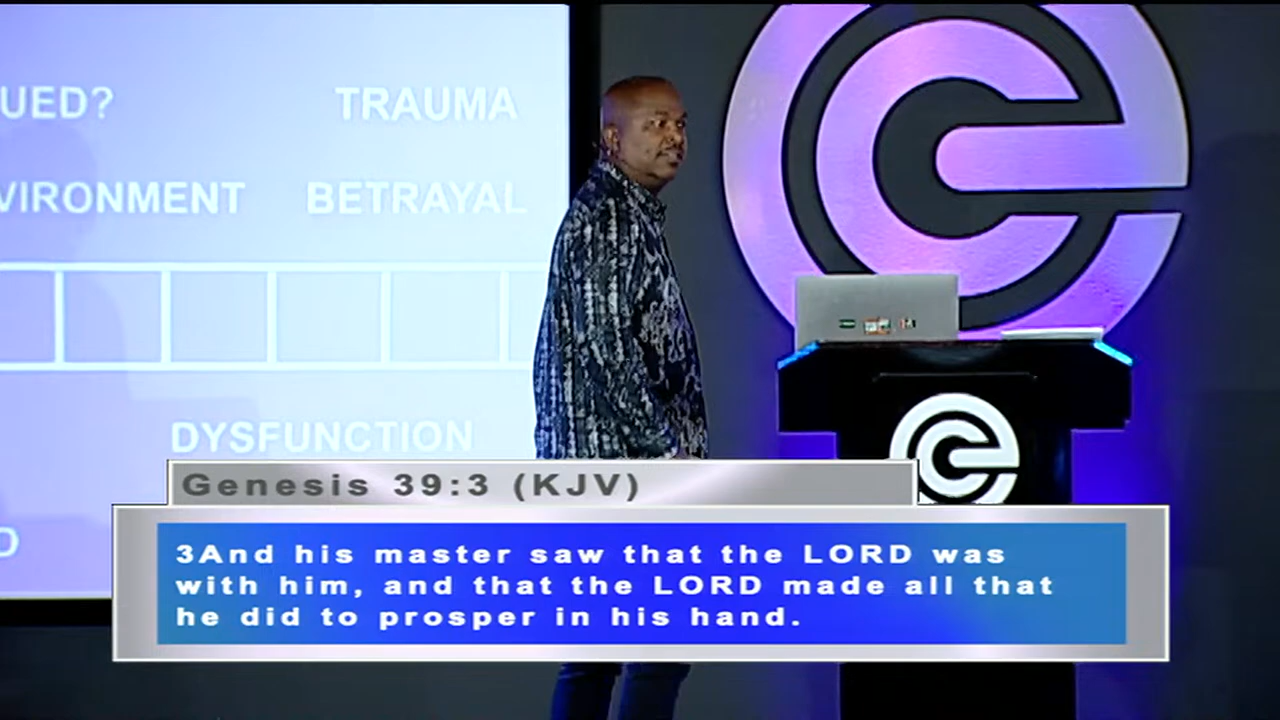 UED? TRAUMA
VIRONMENT BETRAYAL
DYSFUNCTION
Genesis 39:3 (KJV)
3And his master saw that the LORD was
with him, and that the LORD made all that
he did to prosper in his hand.